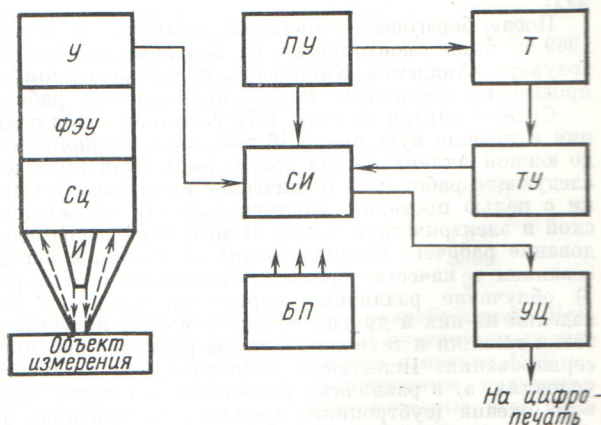 У
ПУ
Т
ФЭУ
СЦ
СИ
ТУ
И
БП
УЦ
Объект
измерения
На цифро-
печать